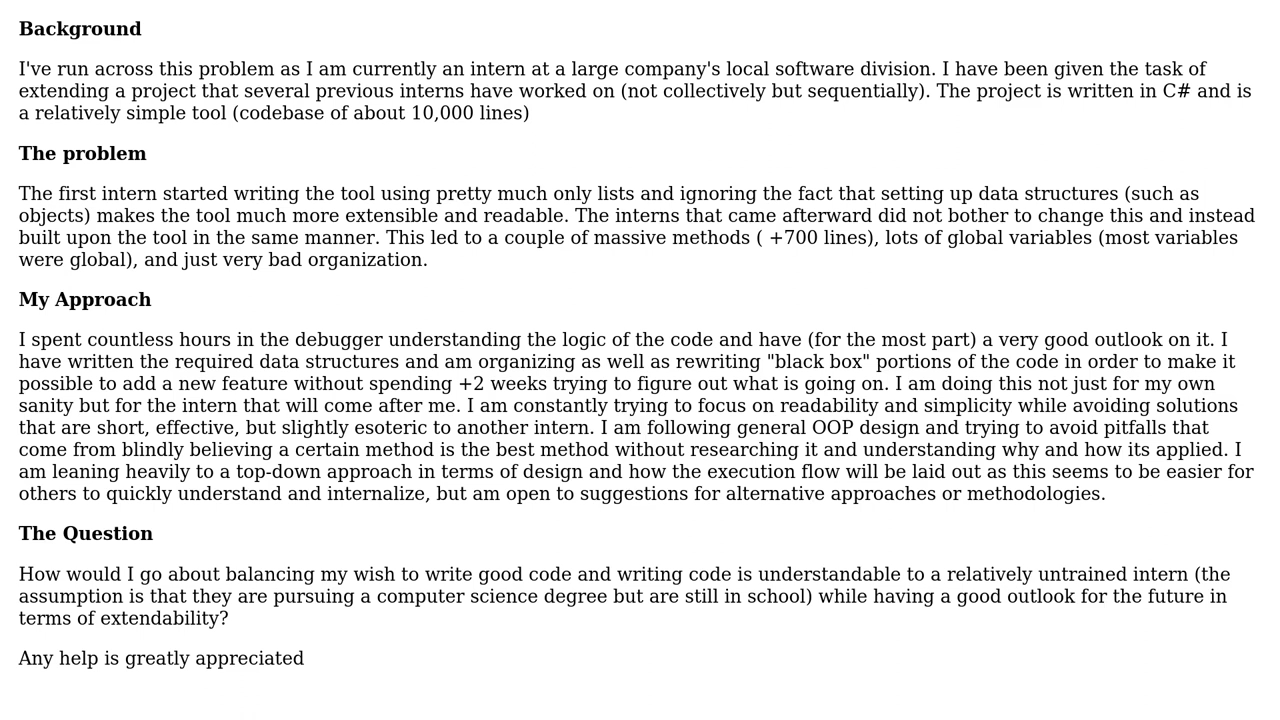 Background
I've run across this problem as I am currently an intern at a large company's local software division. I have been given the task of
extending a project that several previous interns have worked on (not collectively but sequentially). The project is written in C# and is
a relatively simple tool (codebase of about 10,000 lines)
The problem
The first intern started writing the tool using pretty much only lists and ignoring the fact that setting up data structures (such as
objects) makes the tool much more extensible and readable. The interns that came afterward did not bother to change this and instead
built upon the tool in the same manner. This led to a couple of massive methods ( +700 lines), lots of global variables (most variables
were global), and just very bad organization.
My Approach
I spent countless hours in the debugger understanding the logic of the code and have (for the most part) a very good outlook on it. I
have written the required data structures and am organizing as well as rewriting "black box" portions of the code in order to make it
possible to add a new feature without spending +2 weeks trying to figure out what is going on. I am doing this not just for my own
sanity but for the intern that will come after me. I am constantly trying to focus on readability and simplicity while avoiding solutions
that are short, effective, but slightly esoteric to another intern. I am following general OOP design and trying to avoid pitfalls that
come from blindly believing a certain method is the best method without researching it and understanding why and how its applied. I
am leaning heavily to a top-down approach in terms of design and how the execution flow will be laid out as this seems to be easier for
others to quickly understand and internalize, but am open to suggestions for alternative approaches or methodologies.
The Question
How would I go about balancing my wish to write good code and writing code is understandable to a relatively untrained intern (the
assumption is that they are pursuing a computer science degree but are still in school) while having a good outlook for the future in
terms of extendability?
Any help is greatly appreciated